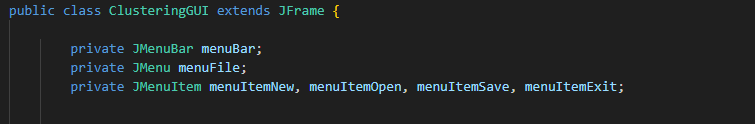 public class ClusteringGUI extends JFrame {
private JMenuBar menuBar;
private JMenu menuFile;
private JMenuItem menuItemNew, menuItemOpen, menuItemSave, menuItemExit;